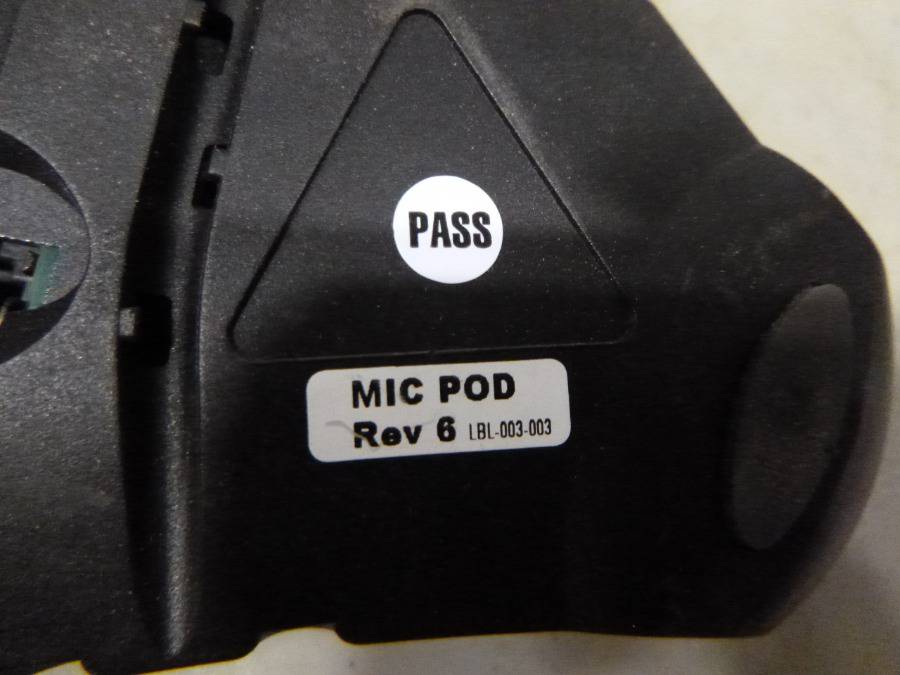 PASS
MIC POD
Rev 6 LBL-003-003